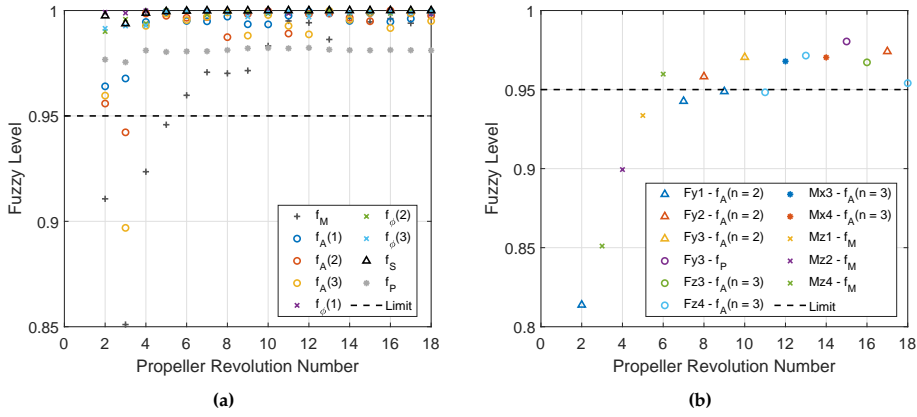 1
0.95
0.9
0.85
Fuzzy Level
0 2 4 6 8 10 12 14 16 18
Propeller Revolution Number
f_M
f_A(1)
f_A(2)
f_A(3)
f_ϕ(1)
f_ϕ(2)
f_ϕ(3)
f_S
f_P
Limit
(a)
1
0.95
0.9
0.85
0.8
Fuzzy Level
0 2 4 6 8 10 12 14 16 18
Propeller Revolution Number
Fy1 - f_A(n = 2)
Fy2 - f_A(n = 2)
Fy3 - f_A(n = 2)
Fy3 - f_P
Fz3 - f_A(n = 3)
Fz4 - f_A(n = 3)
Mx3 - f_A(n = 3)
Mx4 - f_A(n = 3)
Mz1 - f_M
Mz2 - f_M
Mz4 - f_M
Limit
(b)